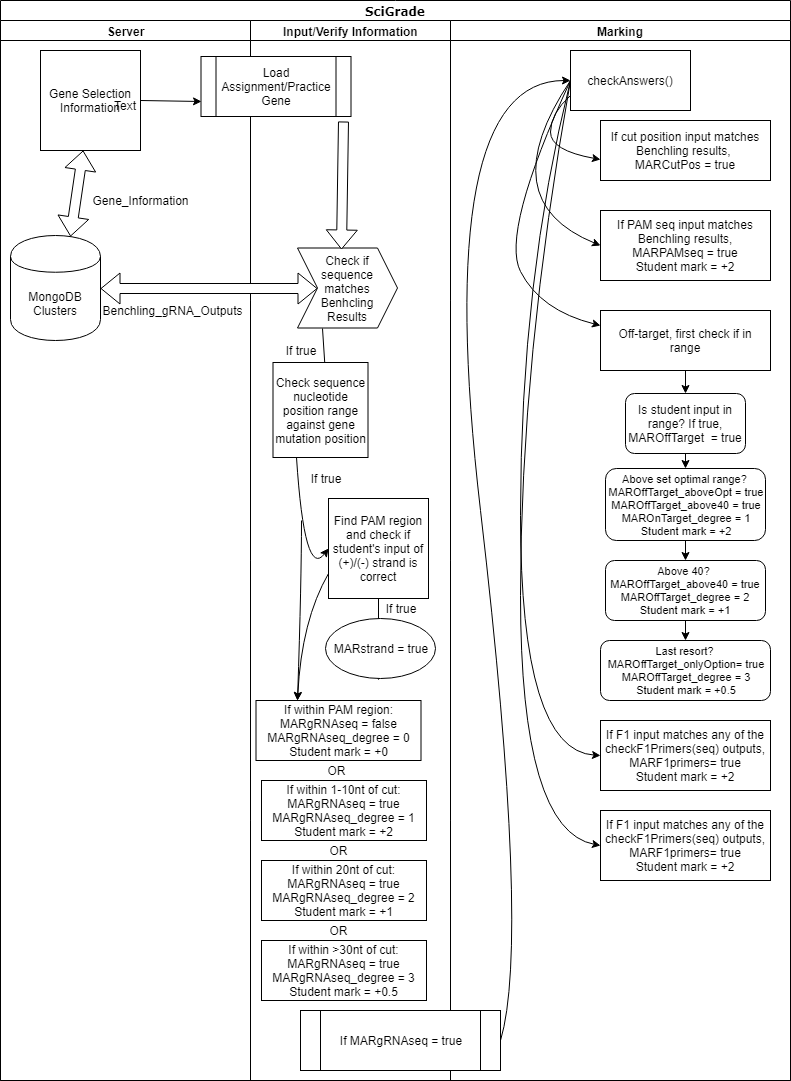 SciGrade
Server
Input/Verify Information
Marking
Gene Selection
Information
Text
Load
Assignment/Practice
Gene
Gene_Information
MongoDB
Clusters
Benchling_gRNA_Outputs
Check if
sequence
matches
Benhcling
Results
If true
Check sequence
nucleotide
position range
against gene
mutation position
If true
Find PAM region
and check if
student's input of
(+)/(-) strand is
correct
If true
MARstrand = true
If within PAM region:
MARgRNAseq = false
MARgRNAseq_degree = 0
Student mark = +0
OR
If within 1-10nt of cut:
MARgRNAseq = true
MARgRNAseq_degree = 1
Student mark = +2
OR
If within 20nt of cut:
MARgRNAseq = true
MARgRNAseq_degree = 2
Student mark = +1
OR
If within >30nt of cut:
MARgRNAseq = true
MARgRNAseq_degree = 3
Student mark = +0.5
If MARgRNAseq = true
checkAnswers()
If cut position input matches
Benchling results,
MARCutPos = true
If PAM seq input matches
Benchling results,
MARPAMseq = true
Student mark = +2
Off-target, first check if in
range
Is student input in
range? If true,
MAROffTarget = true
Above set optimal range?
MAROffTarget_aboveOpt = true
MAROffTarget_above40 = true
MAROnTarget_degree = 1
Student mark = +2
Above 40?
MAROffTarget_above40 = true
MAROffTarget_degree = 2
Student mark = +1
Last resort?
MAROffTarget_onlyOption= true
MAROffTarget_degree = 3
Student mark = +0.5
If F1 input matches any of the
checkF1Primers(seq) outputs,
MARF1primers= true
Student mark = +2
If F1 input matches any of the
checkF1Primers(seq) outputs,
MARF1primers= true
Student mark = +2